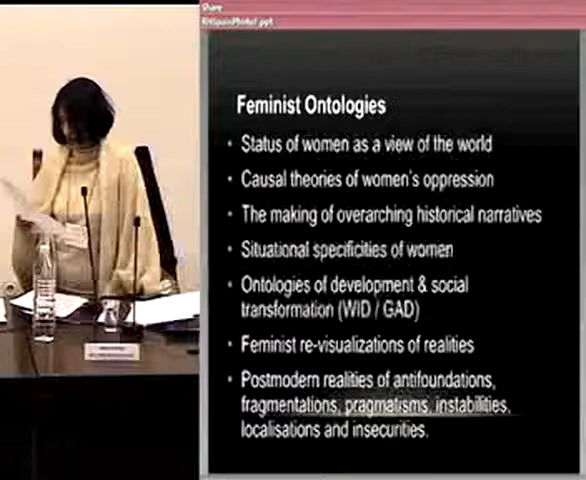 Share
Feminist Ontologies
• Status of women as a view of the world
• Causal theories of women's oppression
• The making of overarching historical narratives
• Situational specificities of women
• Ontologies of development & social
transformation (WID / GAD)
• Feminist re-visualizations of realities
• Postmodern realities of antifoundations,
fragmentations, pragmatisms, instabilities,
localisations and insecurities.